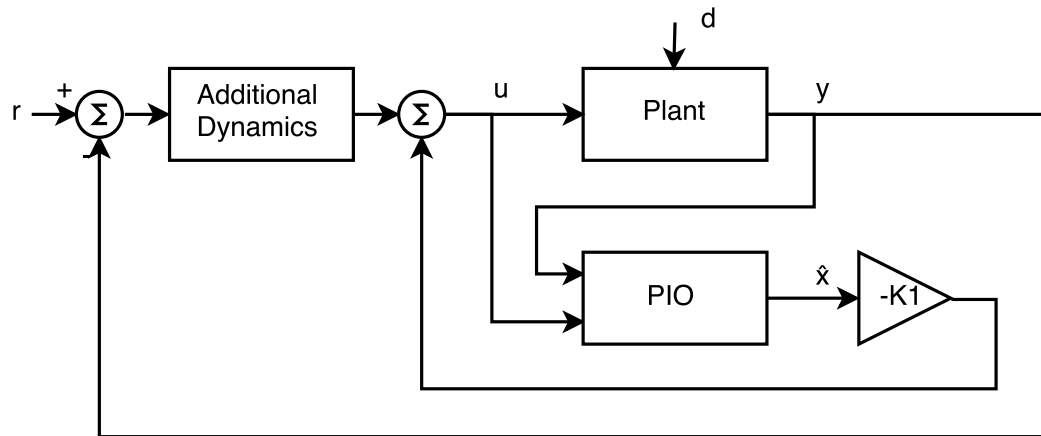 d
+
r
Σ
-
Additional
Dynamics
Σ
u
Plant
y
PIO
x̂
-K1